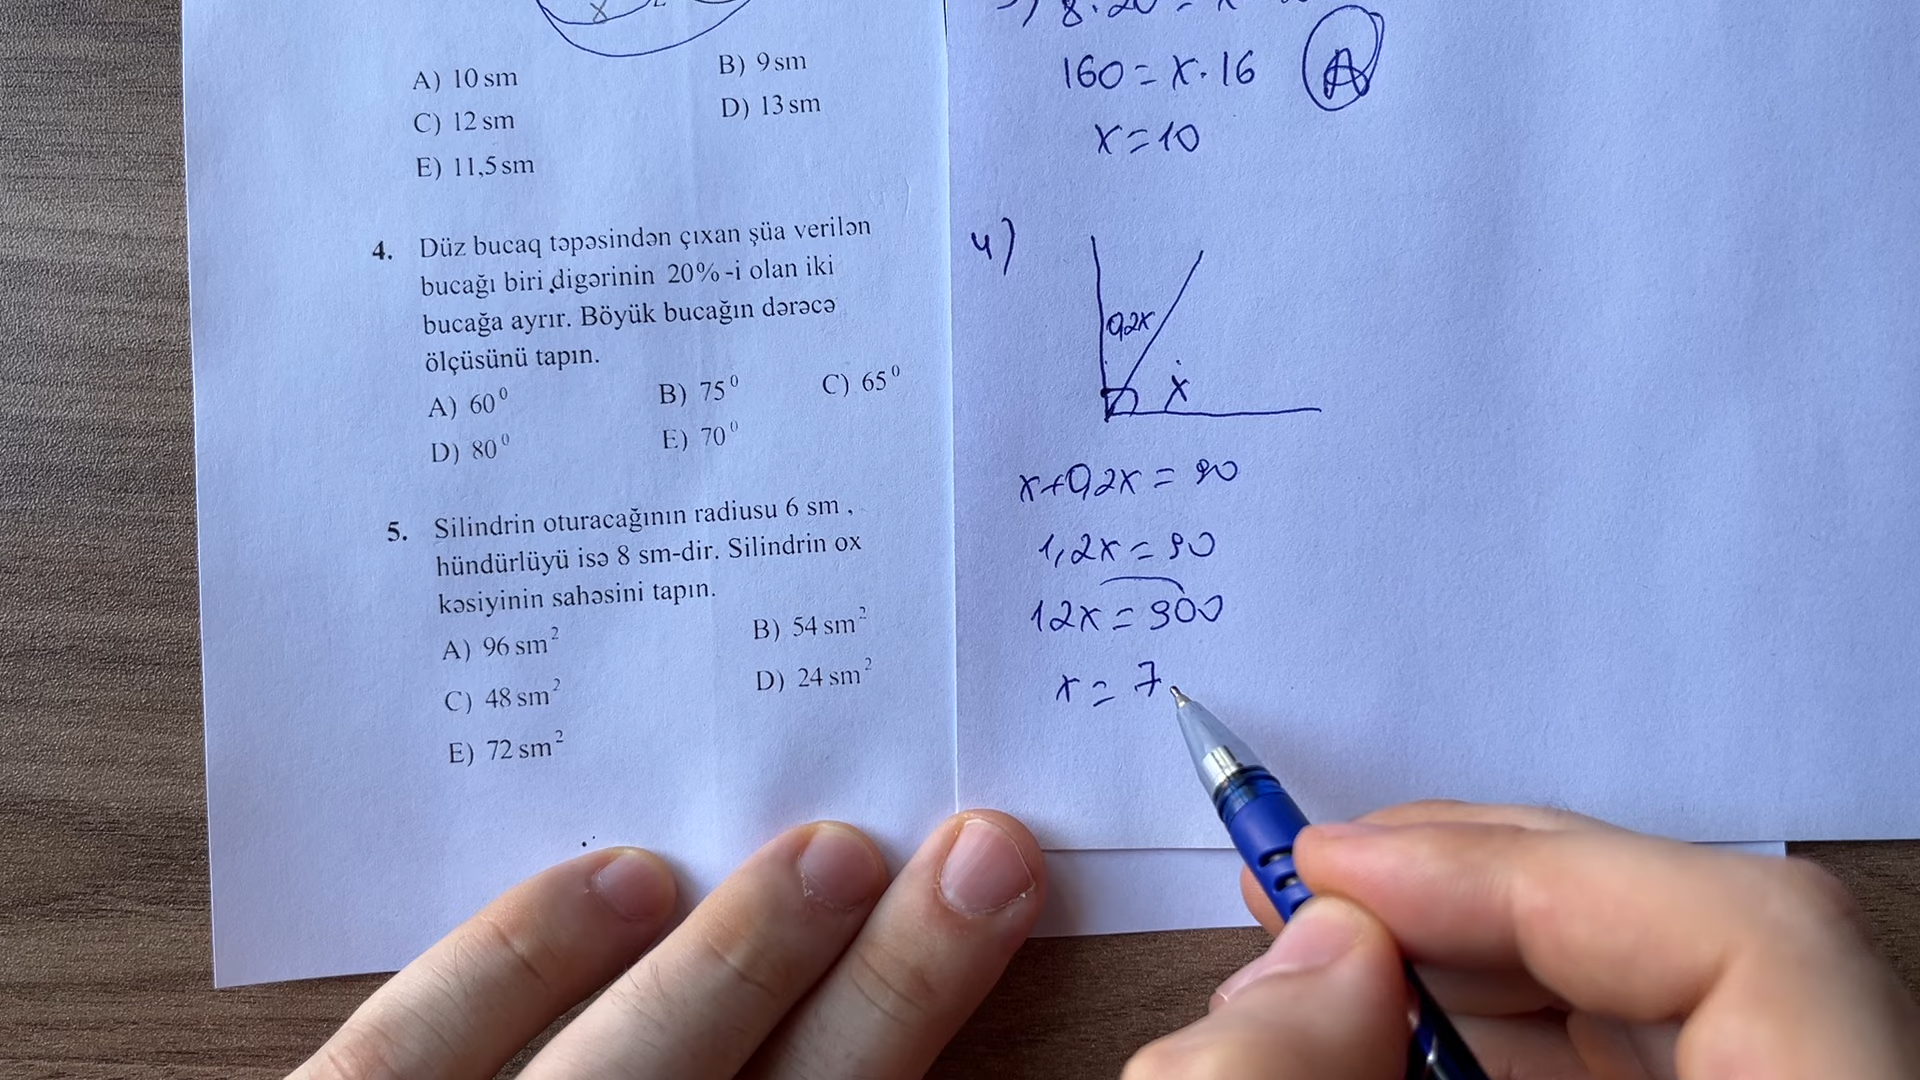 A) 10 sm
B) 9 sm
C) 12 sm
D) 13 sm
E) 11,5 sm
4. Düz bucaq təpəsindən çıxan şüa verilən
bucağı biri digərinin 20% -i olan iki
bucağa ayrır. Böyük bucağın dərəcə
ölçüsünü tapın.
A) 60⁰
B) 75⁰
C) 65⁰
D) 80⁰
E) 70⁰
5. Silindrin oturacağının radiusu 6 sm ,
hündürlüyü isə 8 sm-dir. Silindrin ox
kəsiyinin sahəsini tapın.
A) 96 sm²
B) 54 sm²
C) 48 sm²
D) 24 sm²
E) 72 sm²
160 = x · 16
A
x = 10
4)
0,2x
x
x + 0,2x = 90
1,2x = 90
12x = 900
x = 7